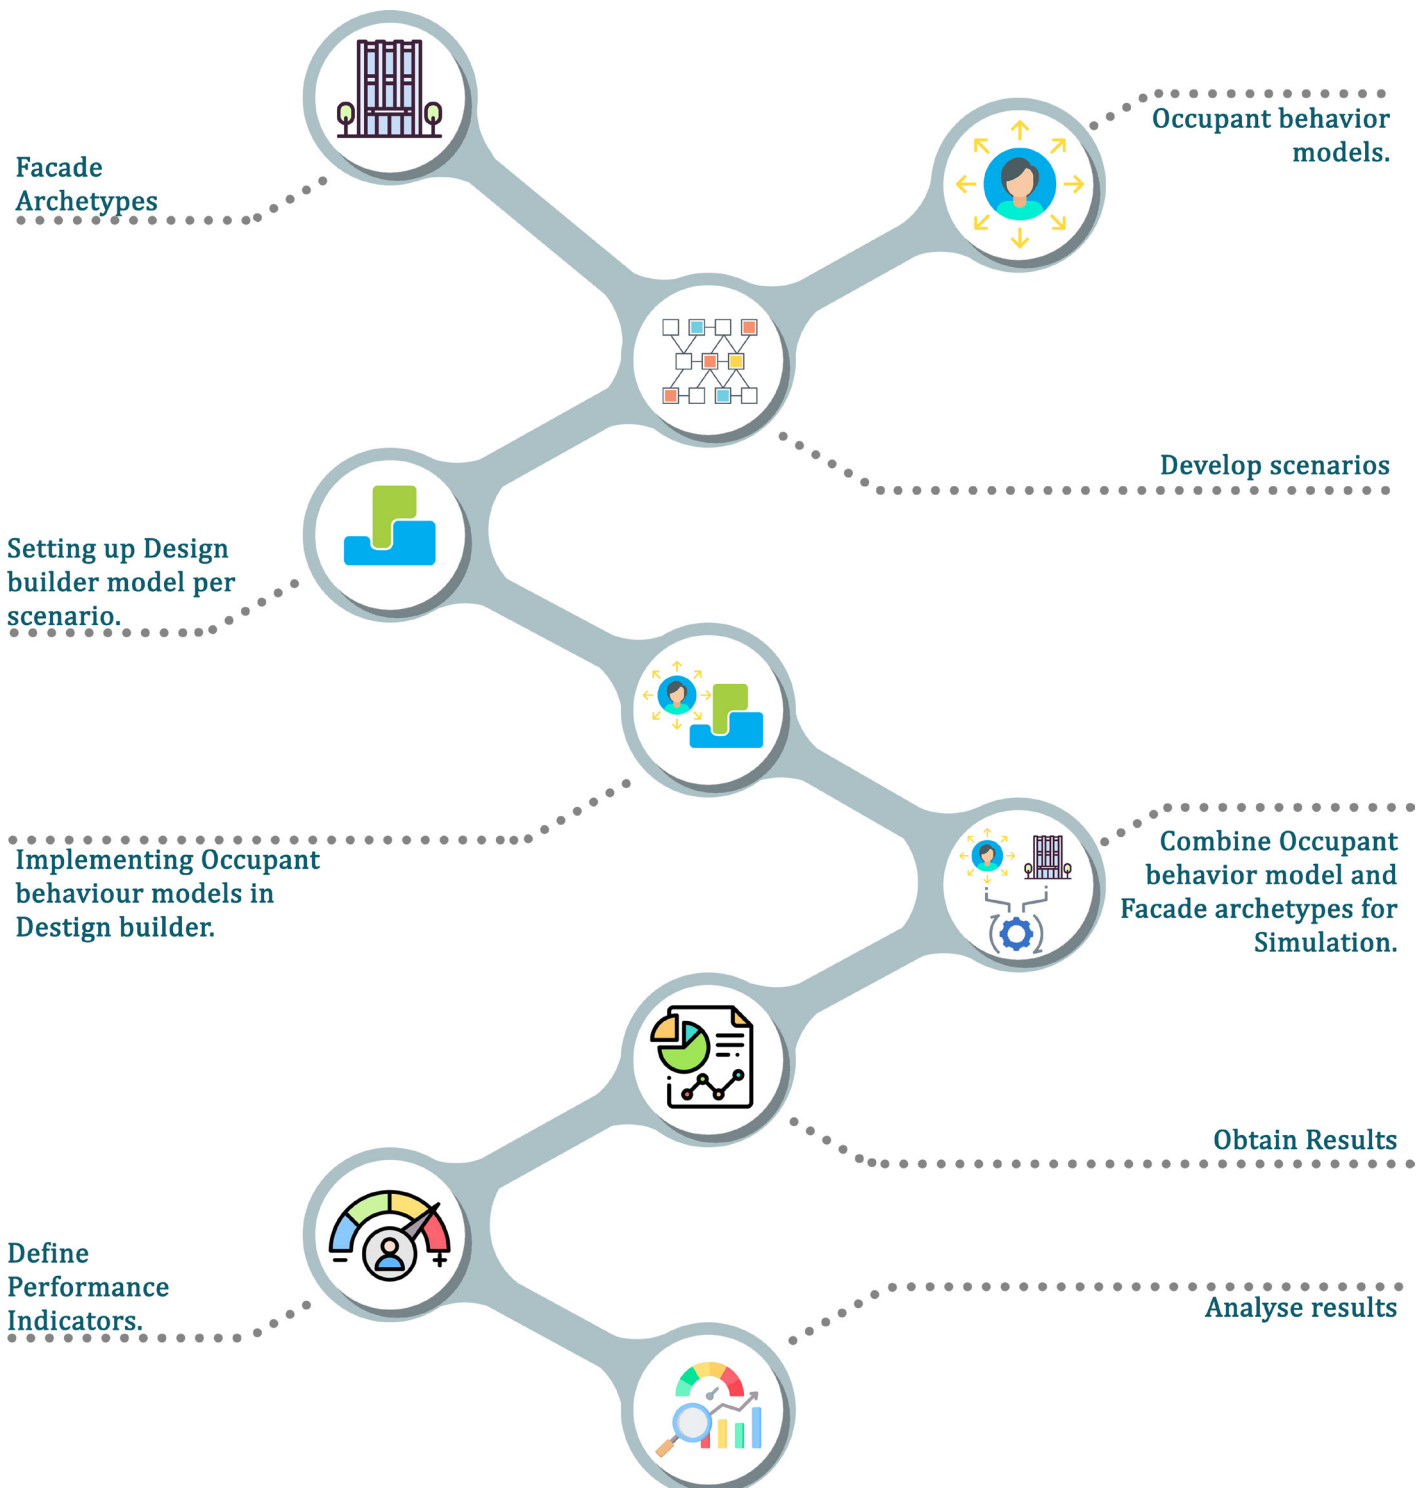 Facade
Archetypes
Occupant behavior
models.
Develop scenarios
Setting up Design
builder model per
scenario.
Implementing Occupant
behaviour models in
Destign builder.
Combine Occupant
behavior model and
Facade archetypes for
Simulation.
Obtain Results
Define
Performance
Indicators.
Analyse results